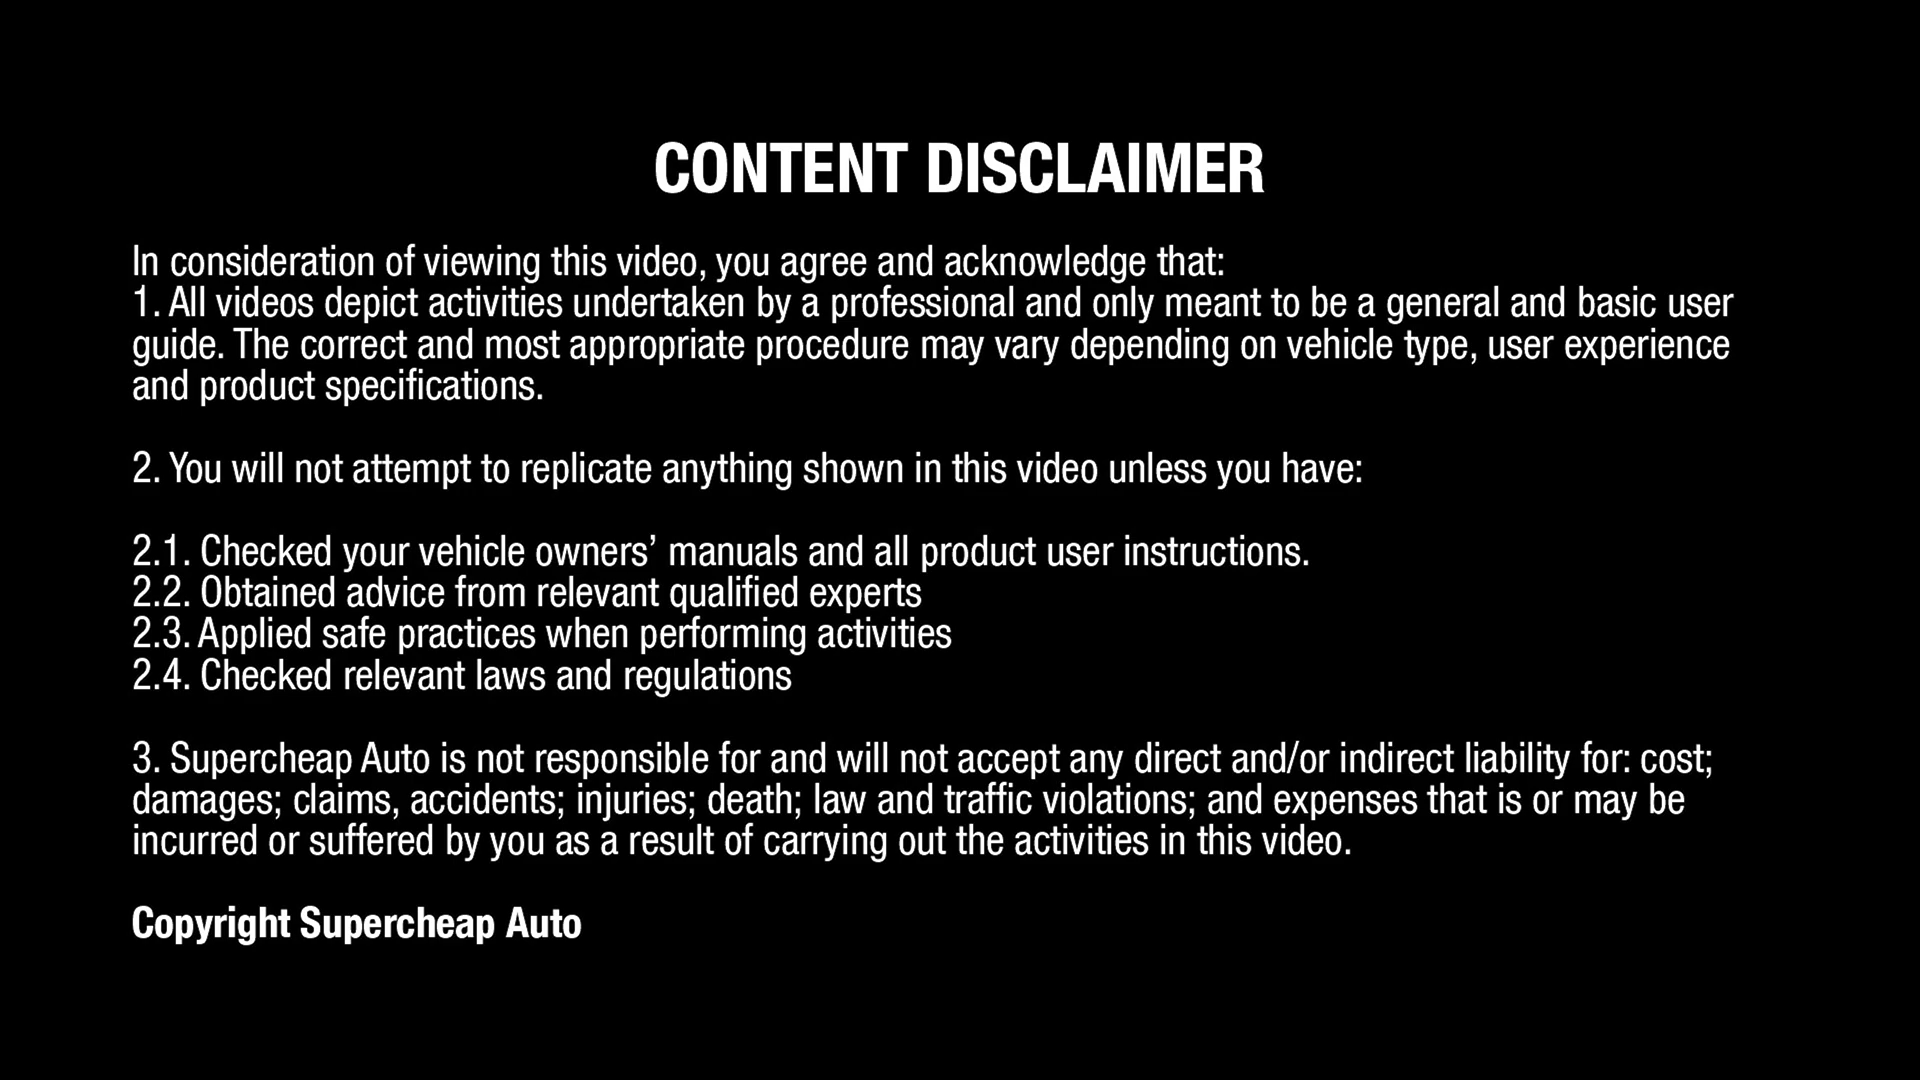 CONTENT DISCLAIMER
In consideration of viewing this video, you agree and acknowledge that:
1. All videos depict activities undertaken by a professional and only meant to be a general and basic user
guide. The correct and most appropriate procedure may vary depending on vehicle type, user experience
and product specifications.
2. You will not attempt to replicate anything shown in this video unless you have:
2.1. Checked your vehicle owners’ manuals and all product user instructions.
2.2. Obtained advice from relevant qualified experts
2.3. Applied safe practices when performing activities
2.4. Checked relevant laws and regulations
3. Supercheap Auto is not responsible for and will not accept any direct and/or indirect liability for: cost;
damages; claims, accidents; injuries; death; law and traffic violations; and expenses that is or may be
incurred or suffered by you as a result of carrying out the activities in this video.
Copyright Supercheap Auto